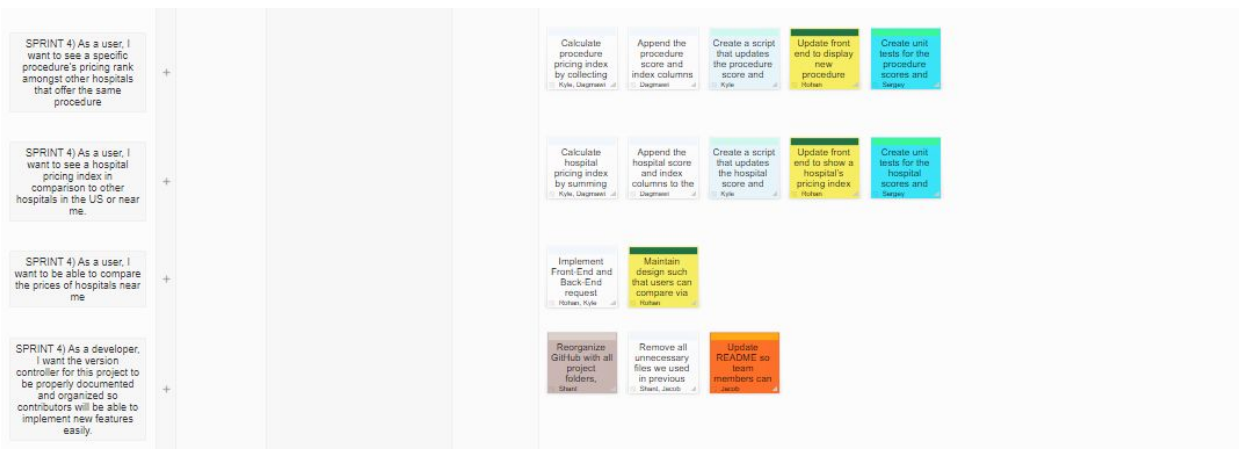 SPRINT 4) As a user, I
want to see a specific
procedure's pricing rank
amongst other hospitals
that offer the same
procedure
+
Calculate
procedure
pricing index
by collecting
Kyle, Dagmawi
Append the
procedure
score and
index columns
Dagmawi
Create a script
that updates
the procedure
score and
Kyle
Update front
end to display
new
procedure
Rohan
Create unit
tests for the
procedure
scores and
Sergey
SPRINT 4) As a user, I
want to see a hospital
pricing index in
comparison to other
hospitals in the US or near
me.
+
Calculate
hospital
pricing index
by summing
Kyle, Dagmawi
Append the
hospital score
and index
columns to the
Dagmawi
Create a script
that updates
the hospital
score and
Kyle
Update front
end to show a
hospital's
pricing index
Rohan
Create unit
tests for the
hospital
scores and
Sergey
SPRINT 4) As a user, I
want to be able to compare
the prices of hospitals near
me
+
Implement
Front-End and
Back-End
request
Rohan, Kyle
Maintain
design such
that users can
compare via
Rohan
SPRINT 4) As a developer,
I want the version
controller for this project to
be properly documented
and organized so
contributors will be able to
implement new features
easily.
+
Reorganize
GitHub with all
project
folders,
Shanl
Remove all
unnecessary
files we used
in previous
Shanl, Jacob
Update
README so
team
members can
Jacob